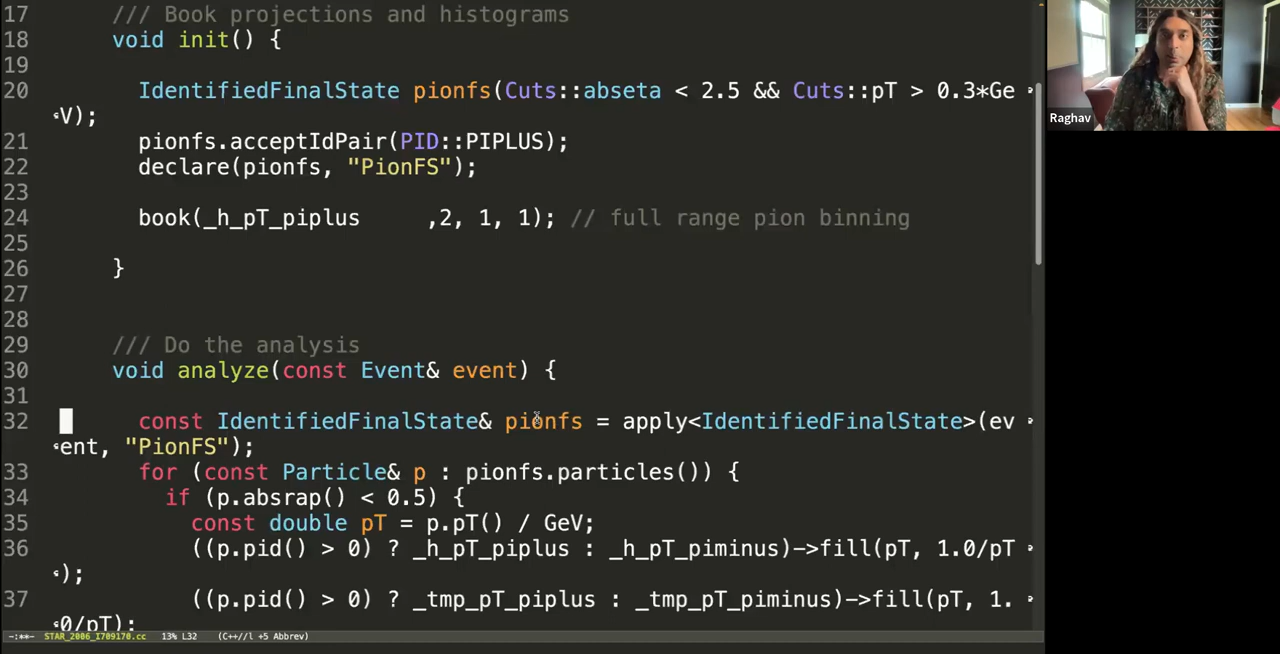 17 /// Book projections and histograms
18 void init() {
19
20 IdentifiedFinalState pionfs(Cuts::abseta < 2.5 && Cuts::pT > 0.3*Ge
V);
21 pionfs.acceptIdPair(PID::PIPLUS);
22 declare(pionfs, "PionFS");
23
24 book(_h_pT_piplus ,2, 1, 1); // full range pion binning
25
26 }
27
28
29 /// Do the analysis
30 void analyze(const Event& event) {
31
32 const IdentifiedFinalState& pionfs = apply<IdentifiedFinalState>(ev
ent, "PionFS");
33 for (const Particle& p : pionfs.particles()) {
34 if (p.absrap() < 0.5) {
35 const double pT = p.pT() / GeV;
36 ((p.pid() > 0) ? _h_pT_piplus : _h_pT_piminus)->fill(pT, 1.0/pT
);
37 ((p.pid() > 0) ? _tmp_pT_piplus : _tmp_pT_piminus)->fill(pT, 1.
0/pT);
-:**- STAR_2006_I709170.cc 13% L32 (C++//l +5 Abbrev)
Raghav